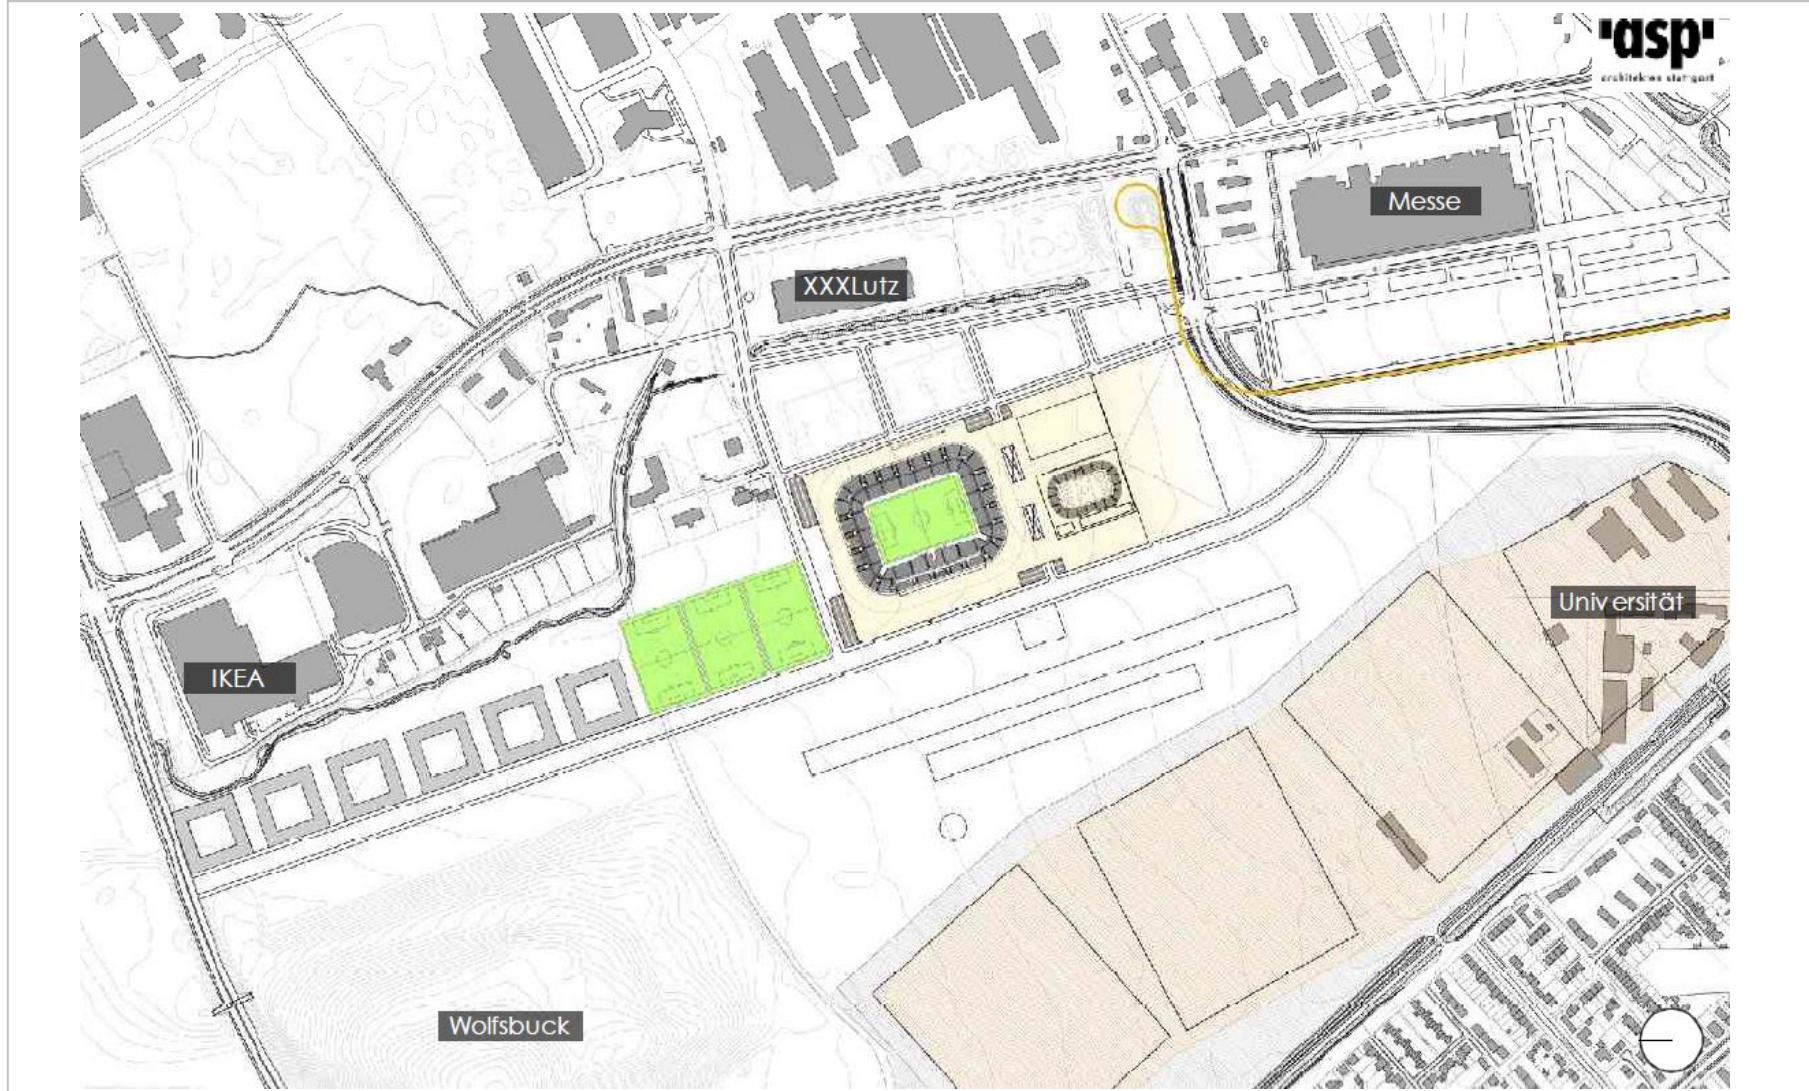 'asp'
architekten stuttgart
Messe
XXXLutz
Universität
IKEA
Wolfsbuck